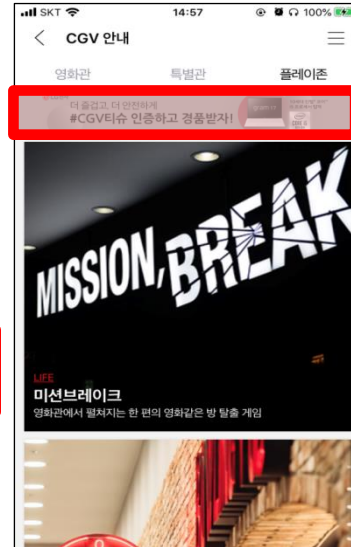 SKT 14:57 100%
CGV 안내
영화관 특별관 플레이존
더 즐겁고, 더 안전하게
#CGV티슈 인증하고 경품받자!
MISSION, BREAK
LIFE
미션브레이크
영화관에서 펼쳐지는 한 편의 영화같은 방 탈출 게임